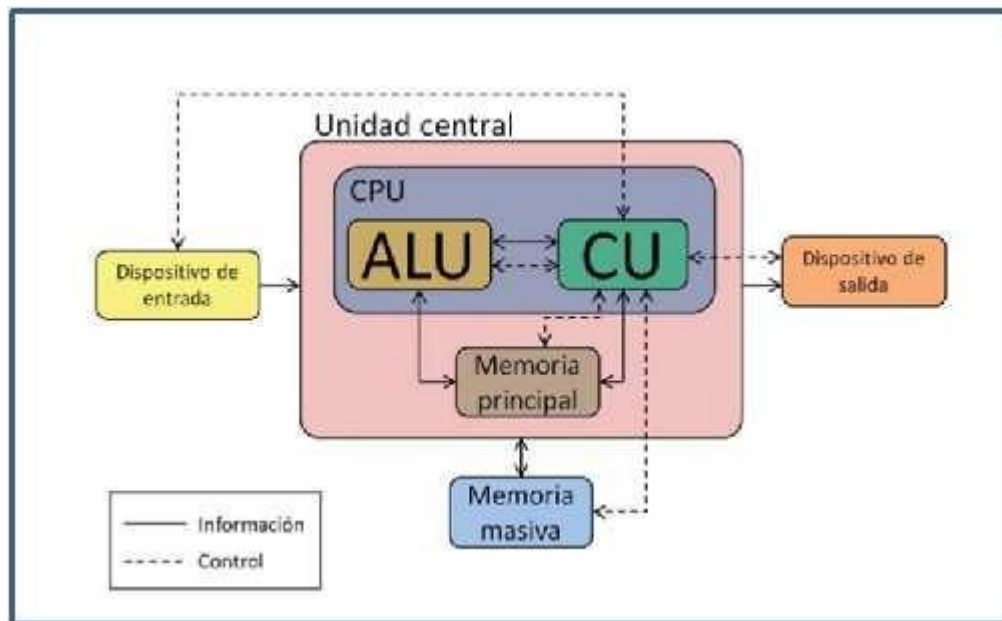 Unidad central
CPU
ALU
CU
Dispositivo de
entrada
Dispositivo de
salida
Memoria
principal
Memoria
masiva
Información
Control